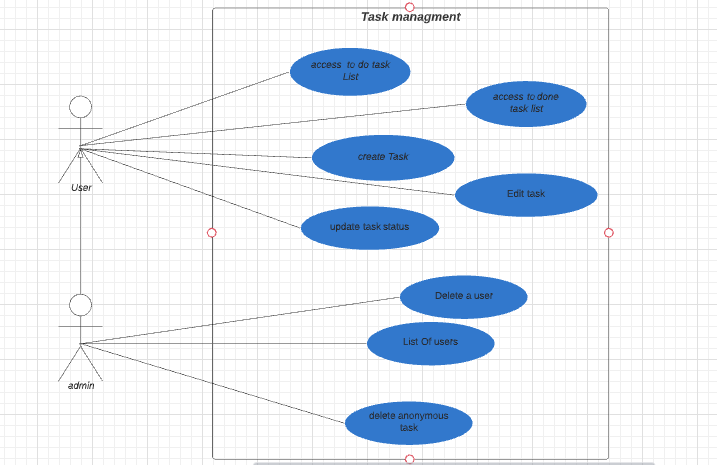 Task managment
access to do task
List
access to done
task list
create Task
Edit task
User
update task status
Delete a user
List Of users
admin
delete anonymous
task